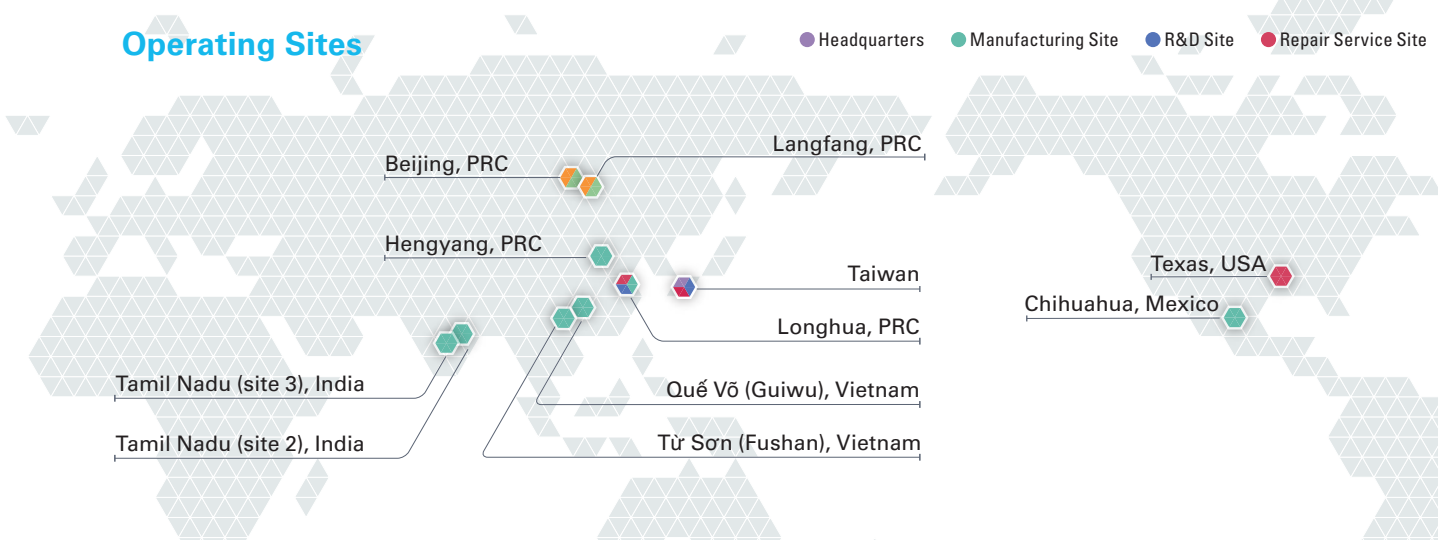 Operating Sites
Headquarters
Manufacturing Site
R&D Site
Repair Service Site
Langfang, PRC
Beijing, PRC
Hengyang, PRC
Taiwan
Texas, USA
Chihuahua, Mexico
Longhua, PRC
Tamil Nadu (site 3), India
Quế Võ (Guiwu), Vietnam
Tamil Nadu (site 2), India
Từ Sơn (Fushan), Vietnam